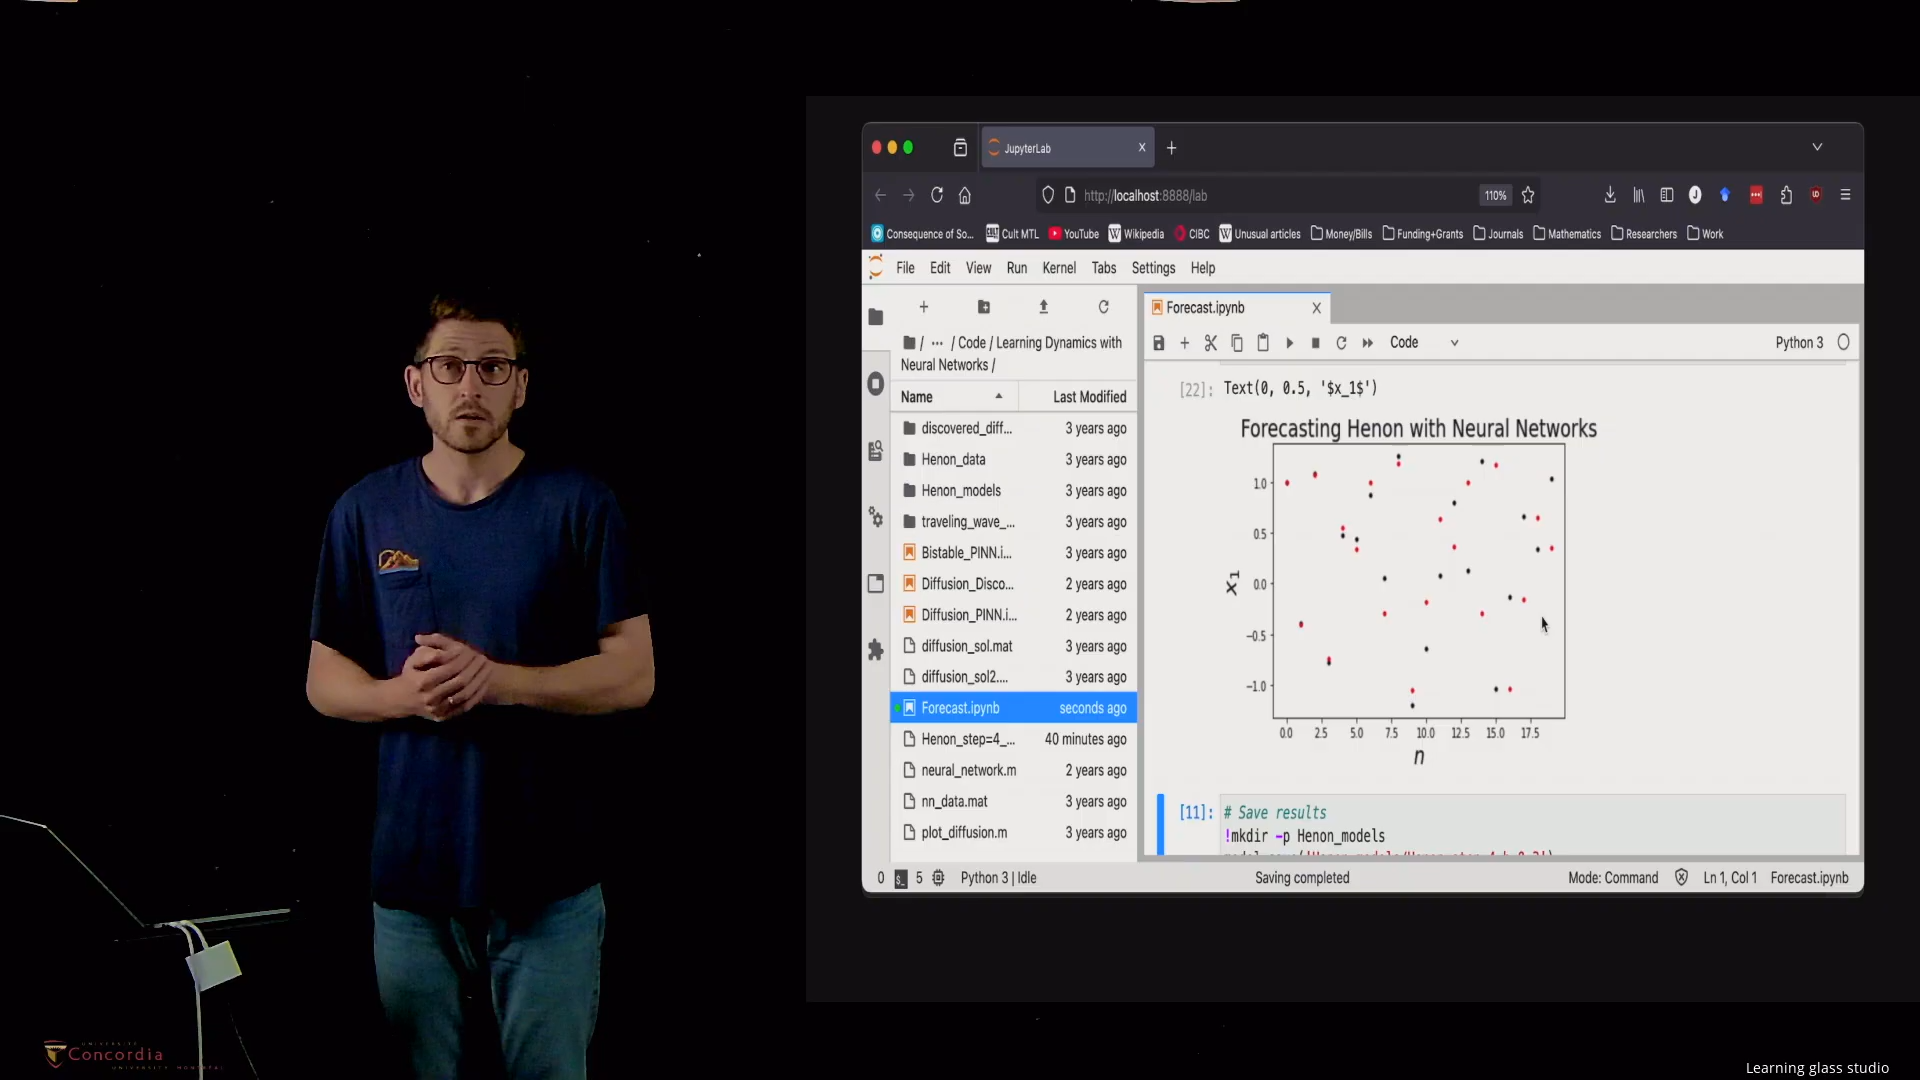 JupyterLab
http://localhost:8888/lab
110%
Consequence of So...
Cult MTL
YouTube
Wikipedia
CIBC
Unusual articles
Money/Bills
Funding+Grants
Journals
Mathematics
Researchers
Work
File Edit View Run Kernel Tabs Settings Help
/ ··· / Code / Learning Dynamics with
Neural Networks /
Name Last Modified
discovered_diff... 3 years ago
Henon_data 3 years ago
Henon_models 3 years ago
traveling_wave_... 3 years ago
Bistable_PINN.i... 3 years ago
Diffusion_Disco... 2 years ago
Diffusion_PINN.i... 2 years ago
diffusion_sol.mat 3 years ago
diffusion_sol2.... 3 years ago
Forecast.ipynb seconds ago
Henon_step=4_... 40 minutes ago
neural_network.m 2 years ago
nn_data.mat 3 years ago
plot_diffusion.m 3 years ago
Forecast.ipynb
Code
Python 3
[22]: Text(0, 0.5, '$x_1$')
Forecasting Henon with Neural Networks
1.0
0.5
0.0
−0.5
−1.0
x1
0.0 2.5 5.0 7.5 10.0 12.5 15.0 17.5
n
[11]: # Save results
!mkdir -p Henon_models
0 5 Python 3 | Idle Saving completed Mode: Command Ln 1, Col 1 Forecast.ipynb
Concordia
Learning glass studio